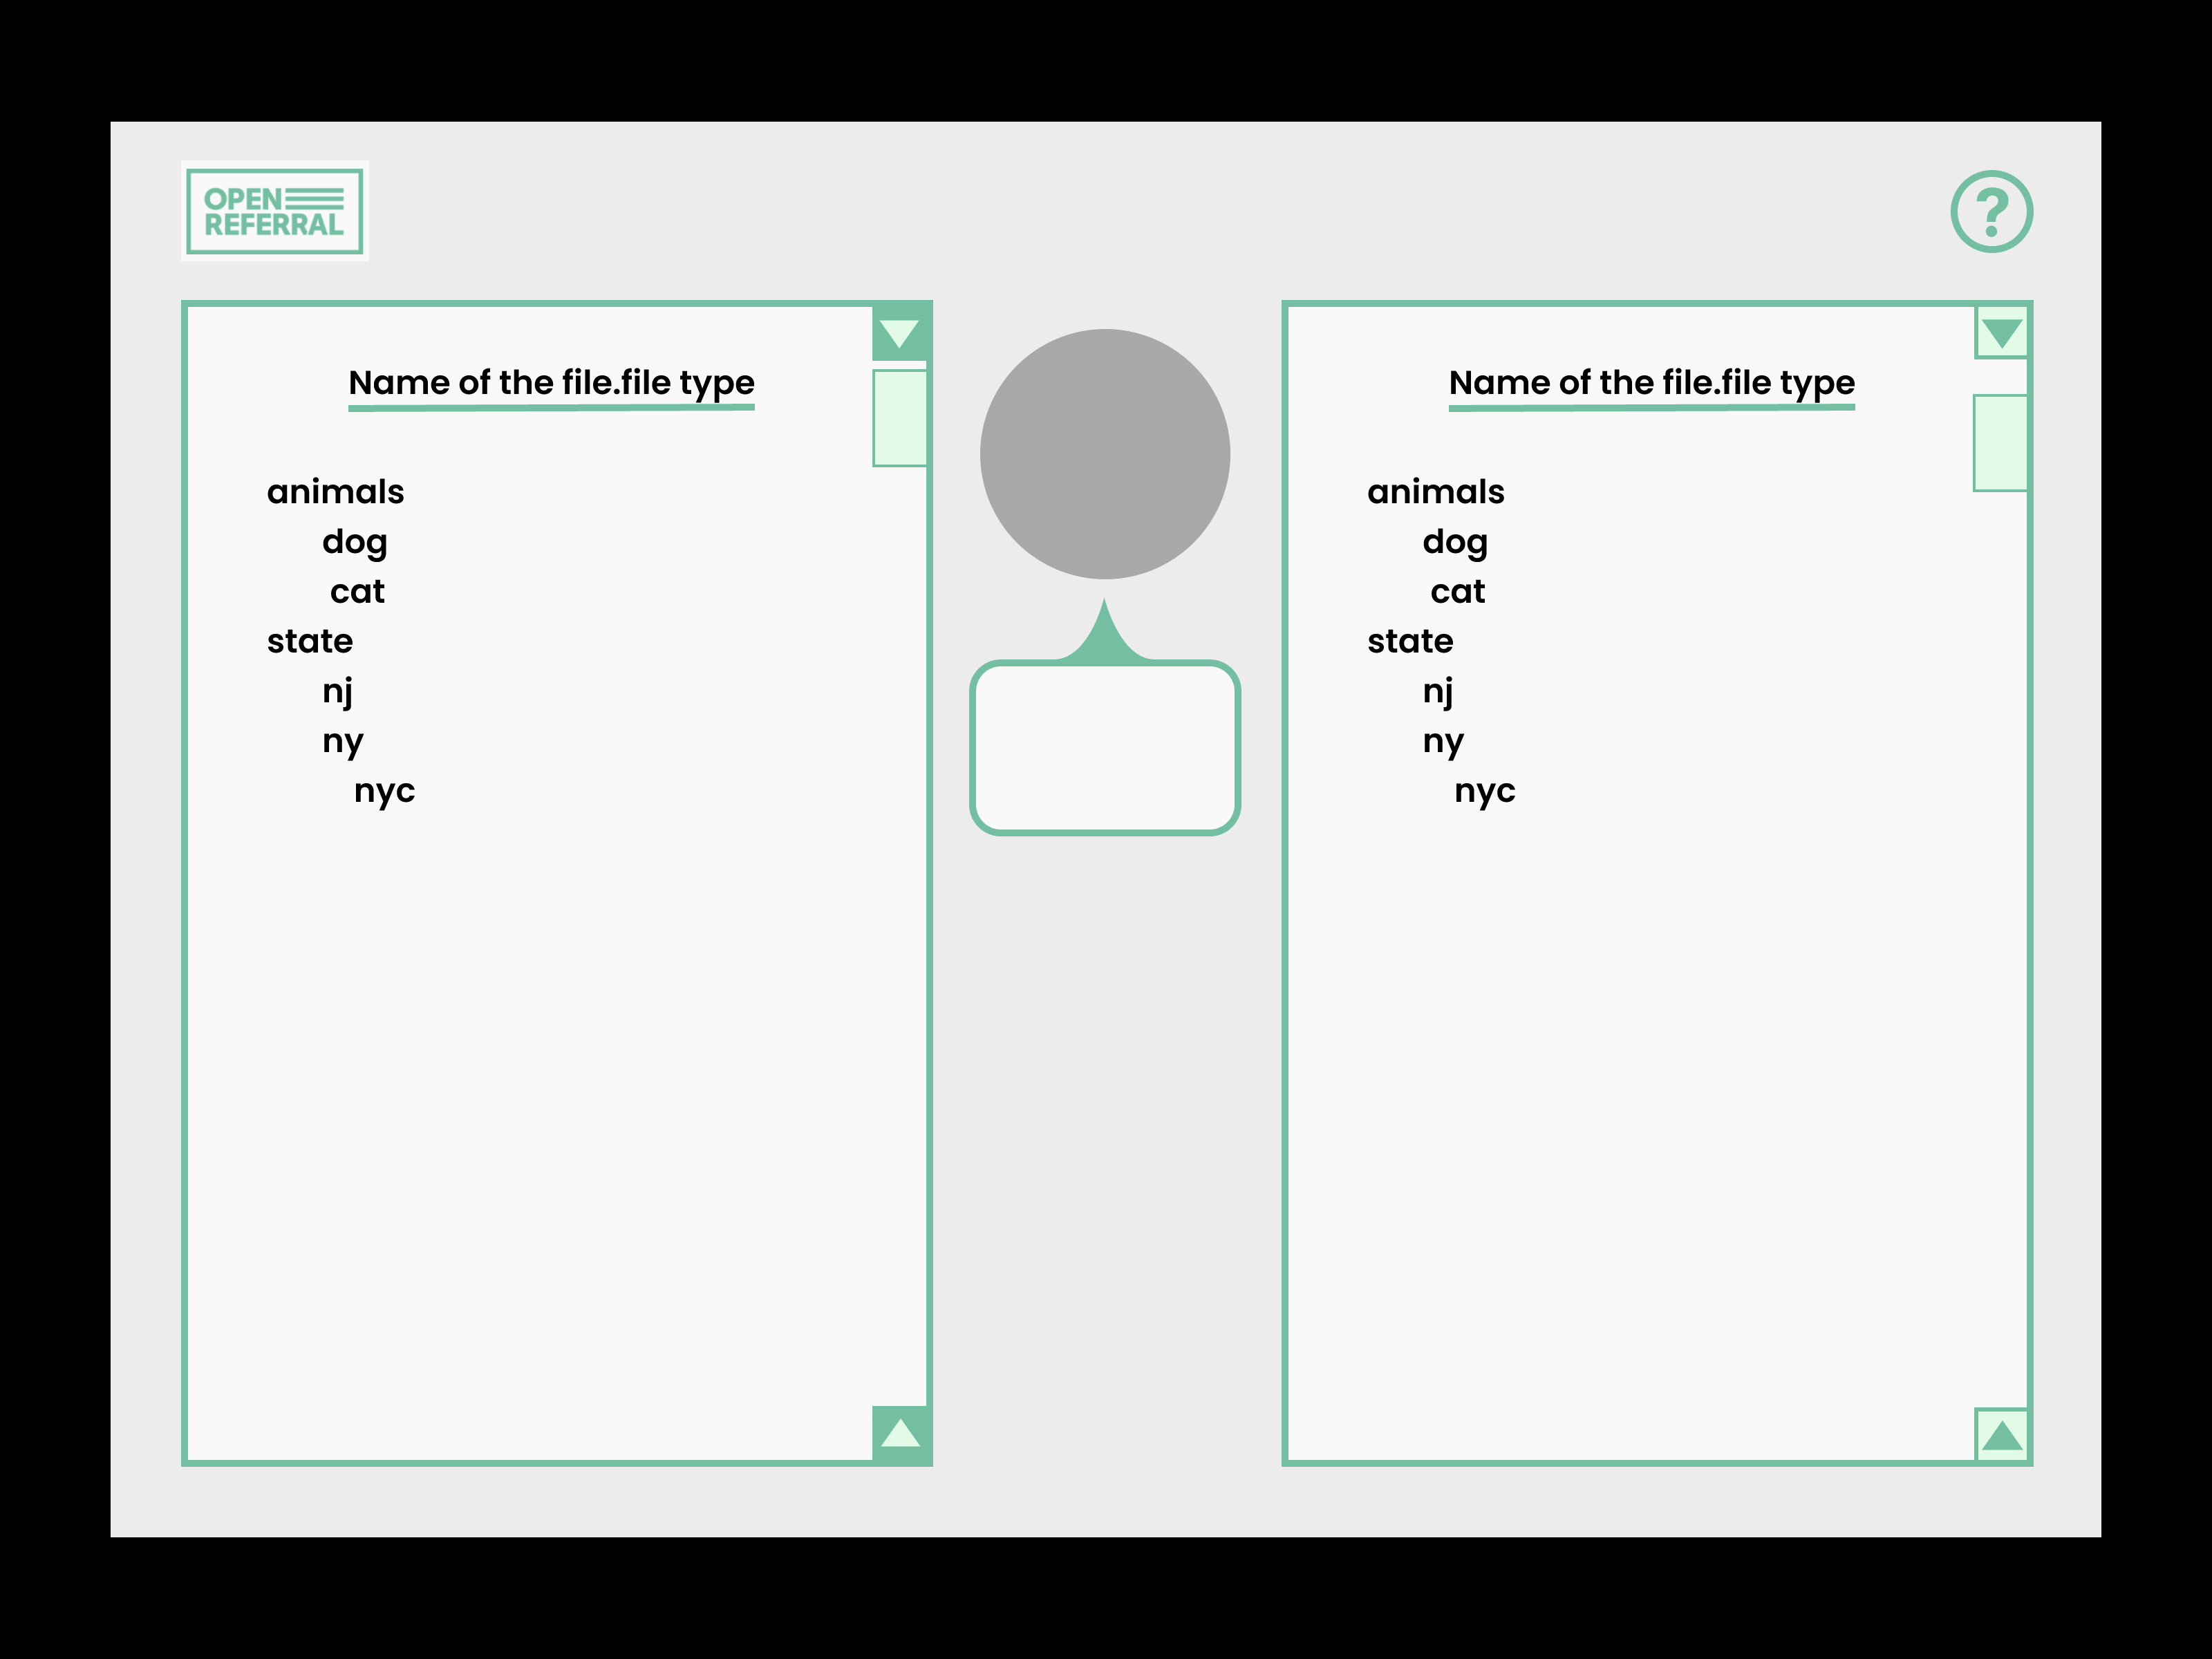 OPEN
REFERRAL
?
Name of the file.file type
animals
dog
cat
state
nj
ny
nyc
Name of the file.file type
animals
dog
cat
state
nj
ny
nyc